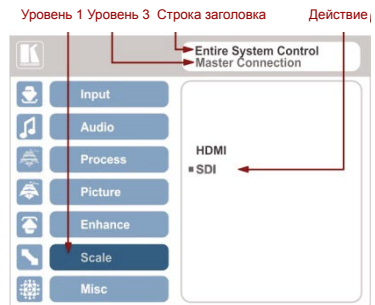 Уровень 1 Уровень 3 Строка заголовка Действие
Entire System Control
Master Connection
Input
Audio
Process
Picture
Enhance
Scale
Misc
HDMI
SDI